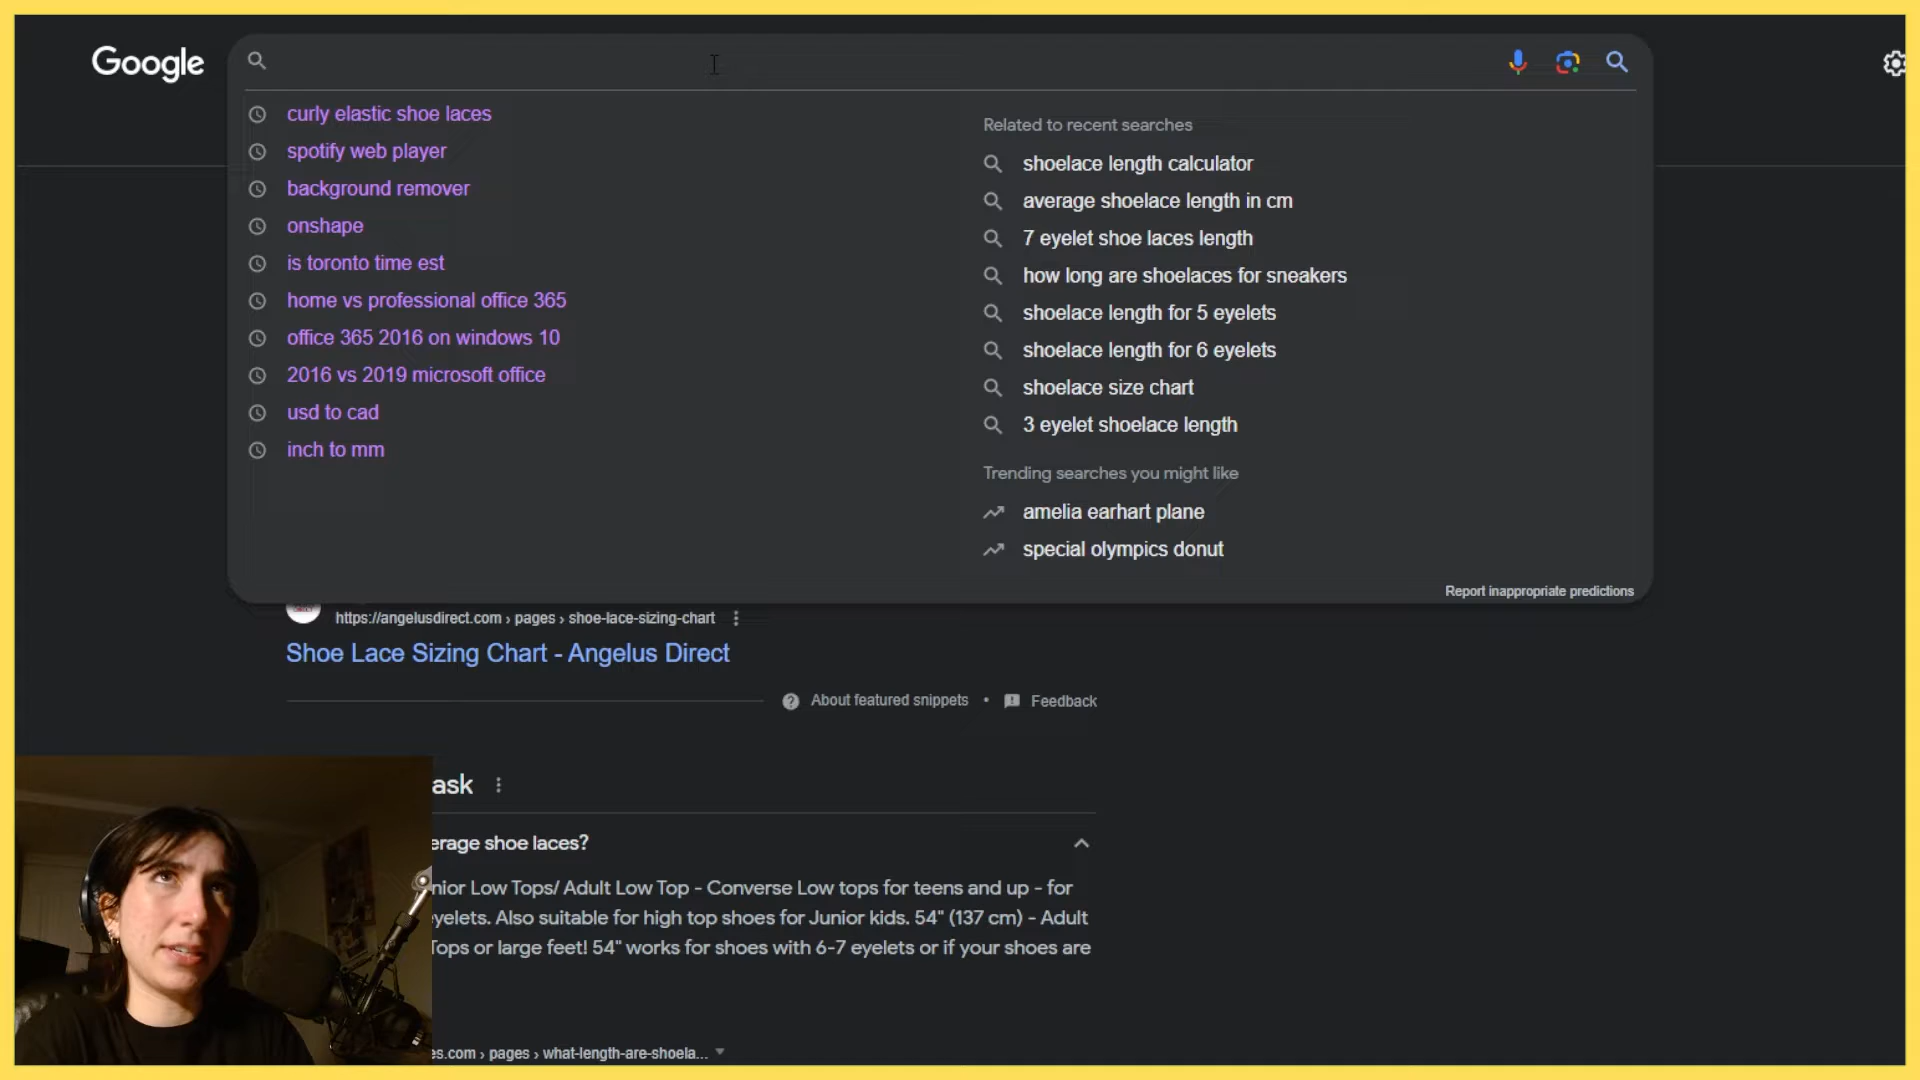 Google
curly elastic shoe laces
spotify web player
background remover
onshape
is toronto time est
home vs professional office 365
office 365 2016 on windows 10
2016 vs 2019 microsoft office
usd to cad
inch to mm
Related to recent searches
shoelace length calculator
average shoelace length in cm
7 eyelet shoe laces length
how long are shoelaces for sneakers
shoelace length for 5 eyelets
shoelace length for 6 eyelets
shoelace size chart
3 eyelet shoelace length
Trending searches you might like
amelia earhart plane
special olympics donut
Report inappropriate predictions
https://angelusdirect.com › pages › shoe-lace-sizing-chart
Shoe Lace Sizing Chart - Angelus Direct
About featured snippets • Feedback
ask
erage shoe laces?
nior Low Tops/ Adult Low Top - Converse Low tops for teens and up - for
yelets. Also suitable for high top shoes for Junior kids. 54" (137 cm) - Adult
Tops or large feet! 54" works for shoes with 6-7 eyelets or if your shoes are
es.com › pages › what-length-are-shoela...